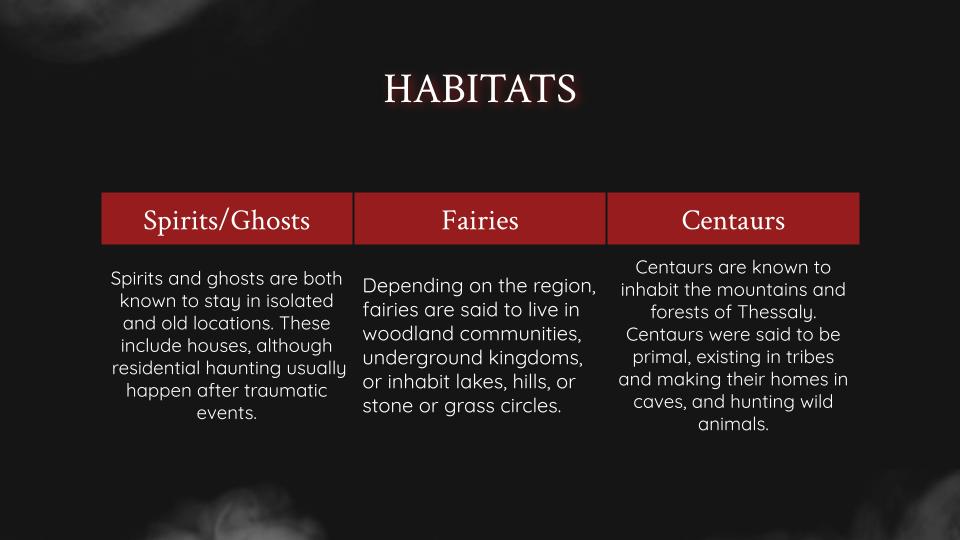 HABITATS
Spirits/Ghosts
Fairies
Centaurs
Spirits and ghosts are both
known to stay in isolated
and old locations. These
include houses, although
residential haunting usually
happen after traumatic
events.
Depending on the region,
fairies are said to live in
woodland communities,
underground kingdoms,
or inhabit lakes, hills, or
stone or grass circles.
Centaurs are known to
inhabit the mountains and
forests of Thessaly.
Centaurs were said to be
primal, existing in tribes
and making their homes in
caves, and hunting wild
animals.